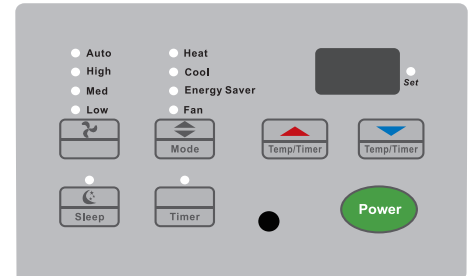 Auto
High
Med
Low
Heat
Cool
Energy Saver
Fan
Set
Mode
Temp/Timer
Temp/Timer
Sleep
Timer
Power